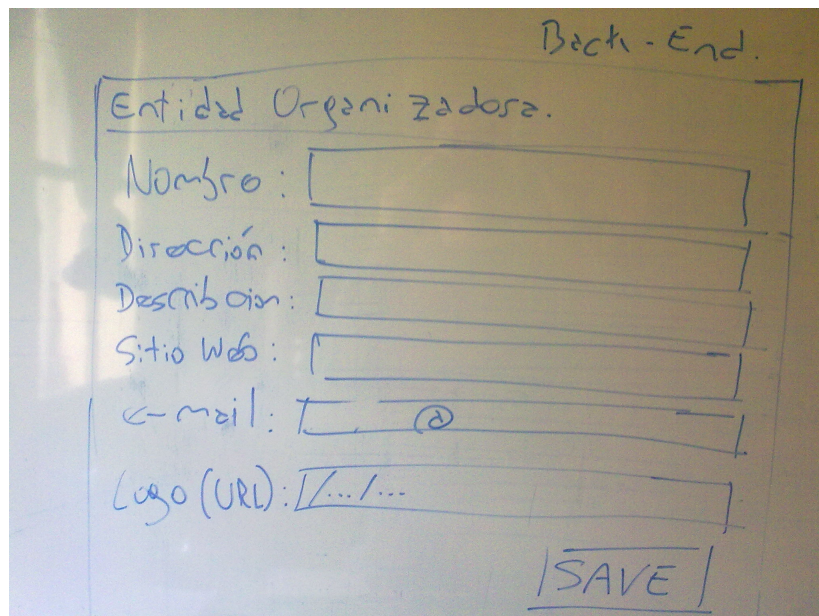 Back-End.
Entidad Organizadora.
Nombre:
Dirección:
Describcion:
Sitio Web:
e-mail: @
Logo (URL): /.../...
SAVE